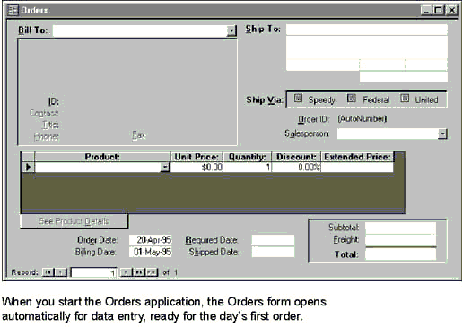 Orders
Bill To: Ship To:
ID:
Contact:
Title:
Phone: Fax:
Ship Via: Speedy Federal United
Order ID: (AutoNumber)
Salesperson:
Product: Unit Price: Quantity: Discount: Extended Price:
$0.00 1 0.00%
See Product Details
Order Date: 20-Apr-95 Required Date:
Billing Date: 01-May-95 Shipped Date:
Subtotal:
Freight:
Total:
Record: 1 of 1
When you start the Orders application, the Orders form opens
automatically for data entry, ready for the day's first order.